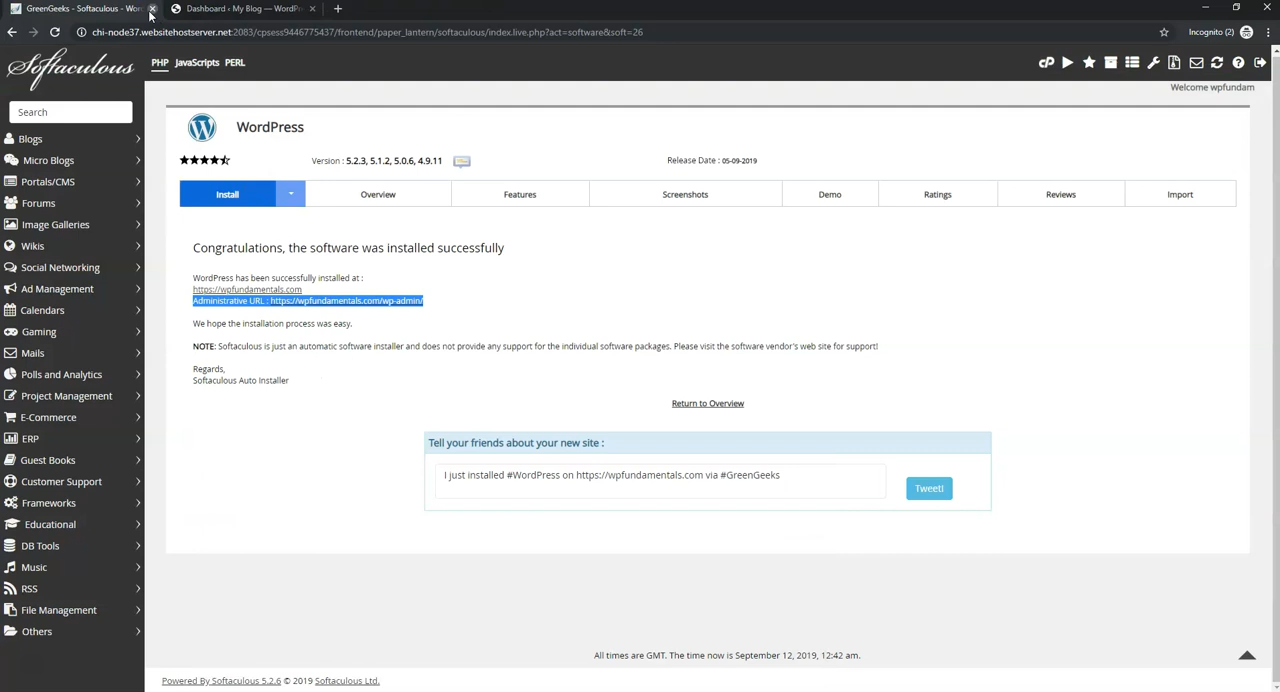 GreenGeeks - Softaculous - Wor
Dashboard ‹ My Blog — WordPr
chi-node37.websitehostserver.net:2083/cpsess9446775437/frontend/paper_lantern/softaculous/index.live.php?act=software&soft=26
Incognito (2)
Softaculous
PHP JavaScripts PERL
cP
Welcome wpfundam
Search
Blogs
Micro Blogs
Portals/CMS
Forums
Image Galleries
Wikis
Social Networking
Ad Management
Calendars
Gaming
Mails
Polls and Analytics
Project Management
E-Commerce
ERP
Guest Books
Customer Support
Frameworks
Educational
DB Tools
Music
RSS
File Management
Others
WordPress
Version : 5.2.3, 5.1.2, 5.0.6, 4.9.11
Release Date : 05-09-2019
Install Overview Features Screenshots Demo Ratings Reviews Import
Congratulations, the software was installed successfully
WordPress has been successfully installed at :
https://wpfundamentals.com
Administrative URL : https://wpfundamentals.com/wp-admin/
We hope the installation process was easy.
NOTE: Softaculous is just an automatic software installer and does not provide any support for the individual software packages. Please visit the software vendor's web site for support!
Regards,
Softaculous Auto Installer
Return to Overview
Tell your friends about your new site :
I just installed #WordPress on https://wpfundamentals.com via #GreenGeeks
Tweet!
All times are GMT. The time now is September 12, 2019, 12:42 am.
Powered By Softaculous 5.2.6 © 2019 Softaculous Ltd.